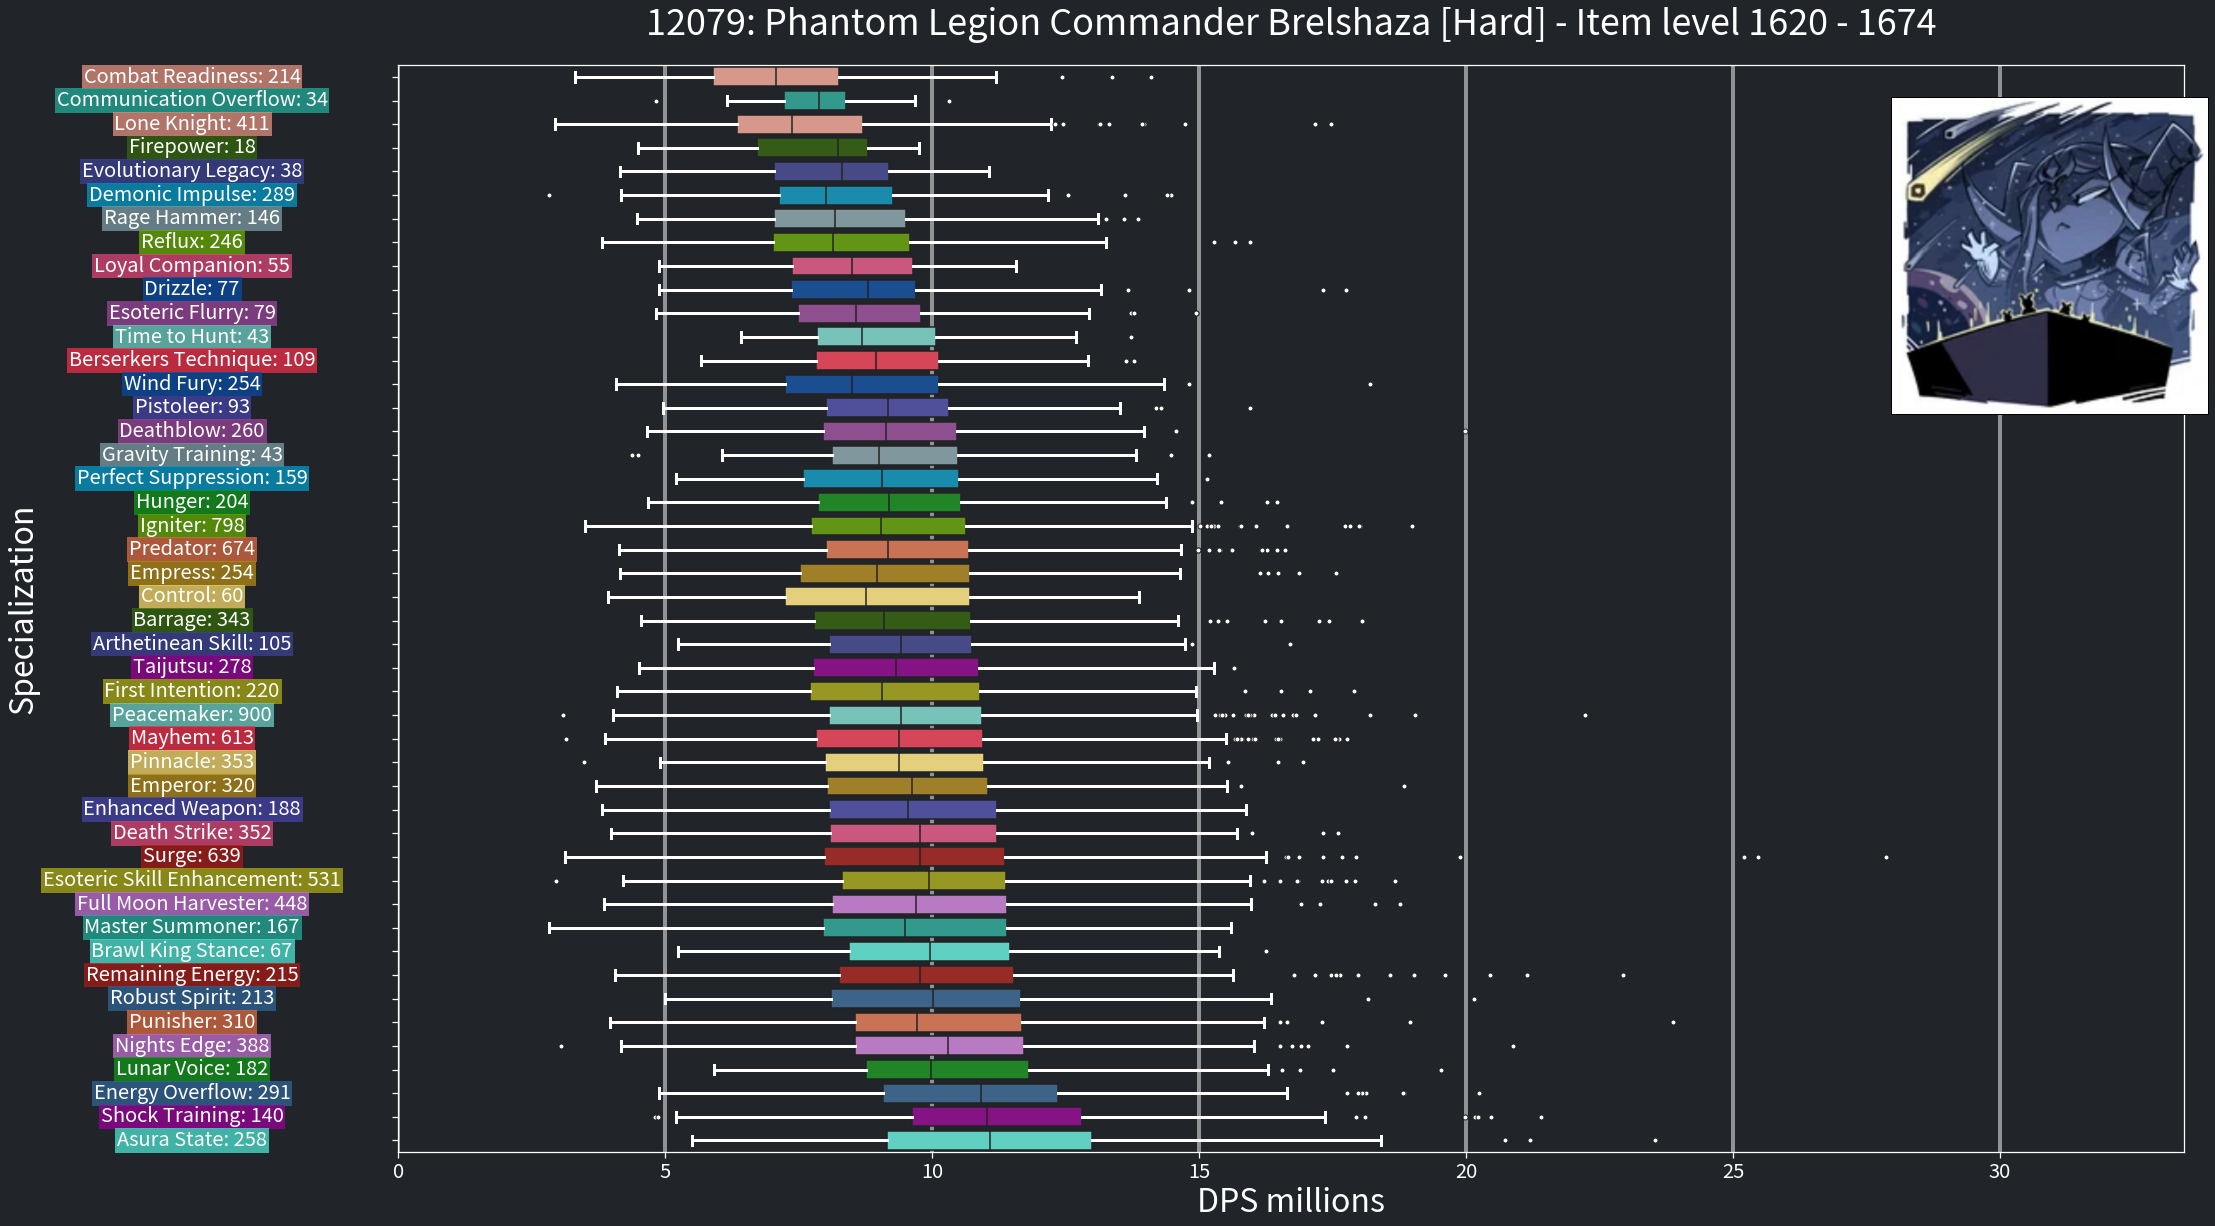 12079: Phantom Legion Commander Brelshaza [Hard] - Item level 1620 - 1674
Combat Readiness: 214
Communication Overflow: 34
Lone Knight: 411
Firepower: 18
Evolutionary Legacy: 38
Demonic Impulse: 289
Rage Hammer: 146
Reflux: 246
Loyal Companion: 55
Drizzle: 77
Esoteric Flurry: 79
Time to Hunt: 43
Berserkers Technique: 109
Wind Fury: 254
Pistoleer: 93
Deathblow: 260
Gravity Training: 43
Perfect Suppression: 159
Hunger: 204
Igniter: 798
Predator: 674
Empress: 254
Control: 60
Barrage: 343
Arthetinean Skill: 105
Taijutsu: 278
First Intention: 220
Peacemaker: 900
Mayhem: 613
Pinnacle: 353
Emperor: 320
Enhanced Weapon: 188
Death Strike: 352
Surge: 639
Esoteric Skill Enhancement: 531
Full Moon Harvester: 448
Master Summoner: 167
Brawl King Stance: 67
Remaining Energy: 215
Robust Spirit: 213
Punisher: 310
Nights Edge: 388
Lunar Voice: 182
Energy Overflow: 291
Shock Training: 140
Asura State: 258
Specialization
0 5 10 15 20 25 30
DPS millions